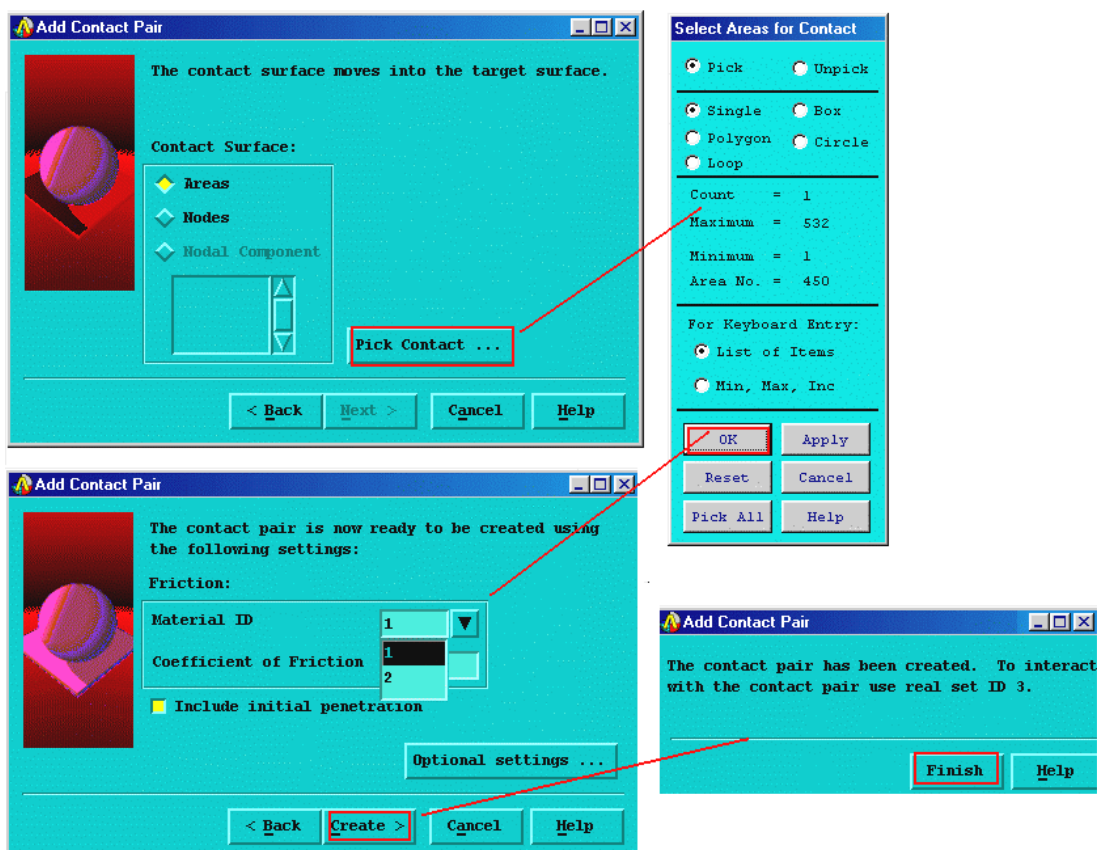 Add Contact Pair
The contact surface moves into the target surface.
Contact Surface:
Areas
Nodes
Nodal Component
Pick Contact ...
< Back Next > Cancel Help
Select Areas for Contact
Pick Unpick
Single Box
Polygon Circle
Loop
Count = 1
Maximum = 532
Minimum = 1
Area No. = 450
For Keyboard Entry:
List of Items
Min, Max, Inc
OK Apply
Reset Cancel
Pick All Help
Add Contact Pair
The contact pair is now ready to be created using
the following settings:
Friction:
Material ID 1
1
Coefficient of Friction
2
Include initial penetration
Optional settings ...
< Back Create > Cancel Help
Add Contact Pair
The contact pair has been created. To interact
with the contact pair use real set ID 3.
Finish Help